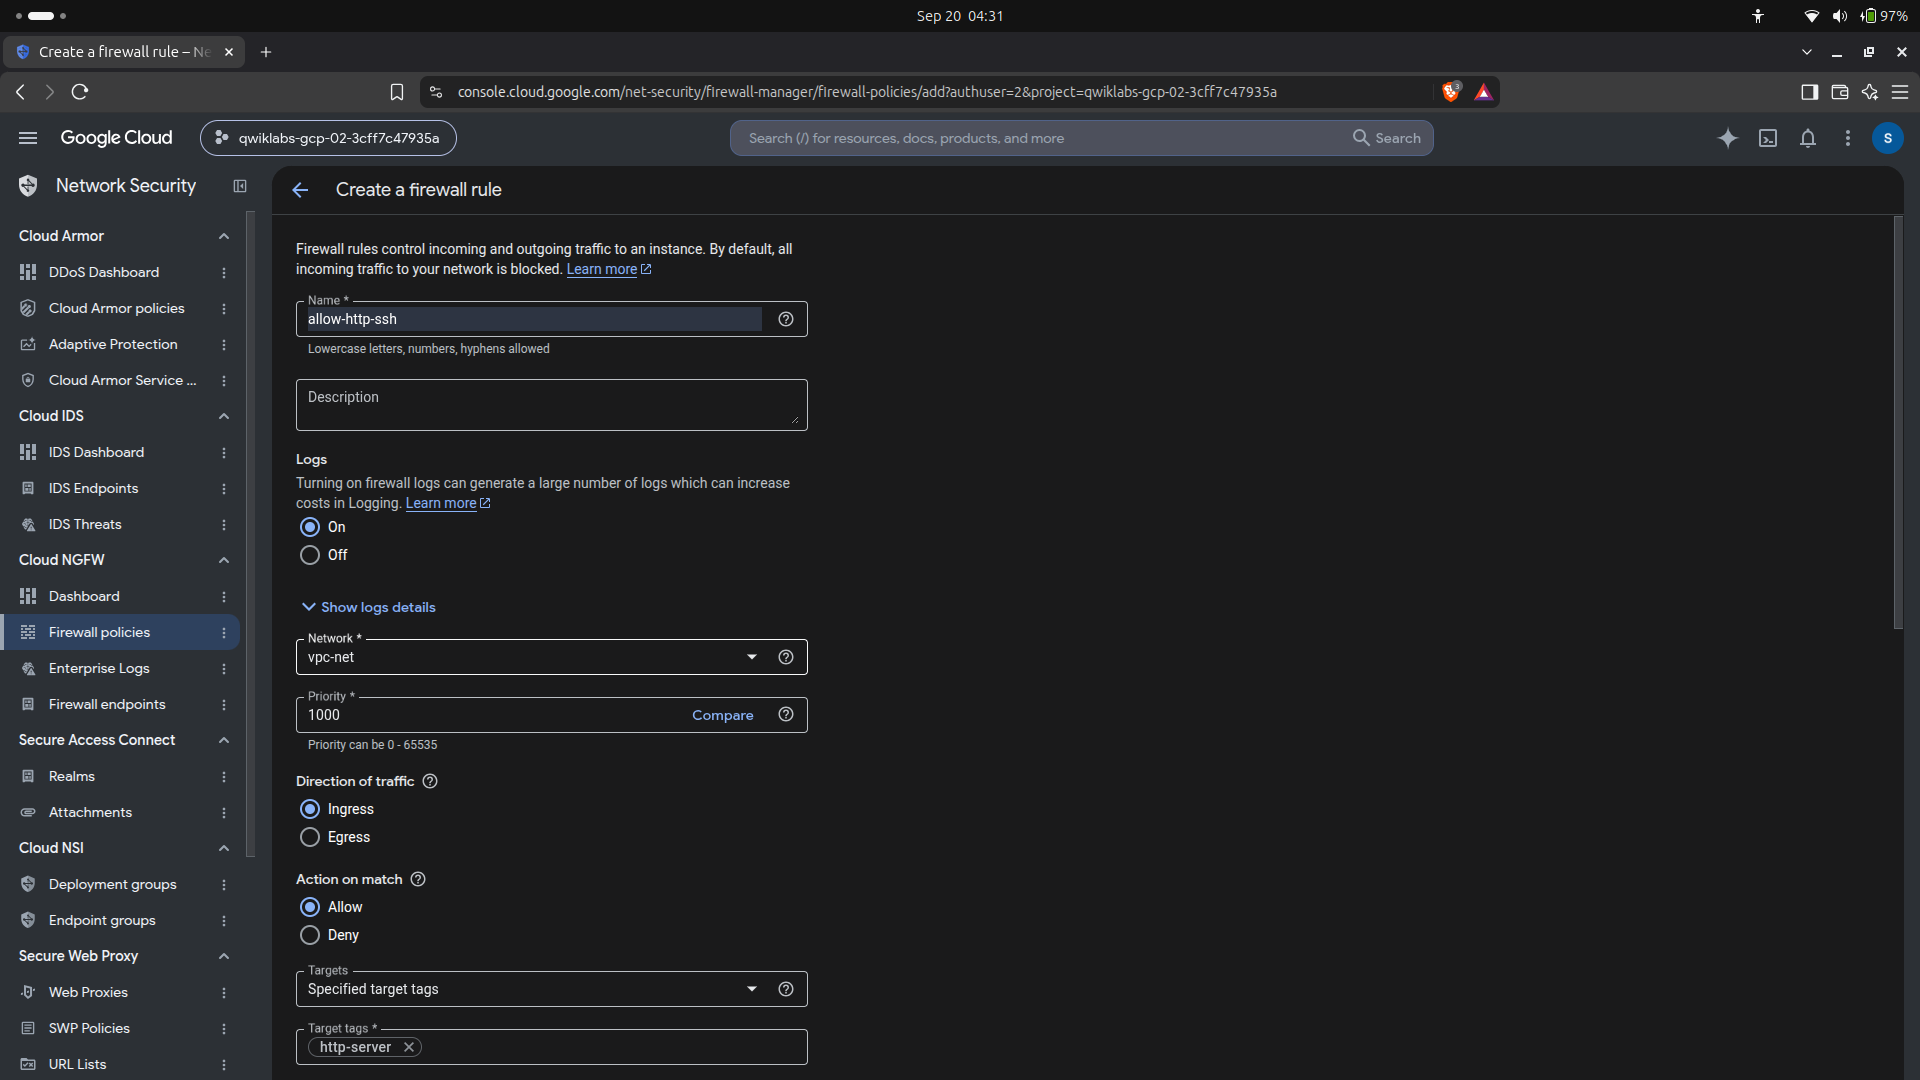 Sep 20 04:31
97%
Create a firewall rule – Ne
console.cloud.google.com/net-security/firewall-manager/firewall-policies/add?authuser=2&project=qwiklabs-gcp-02-3cff7c47935a
3
Google Cloud
qwiklabs-gcp-02-3cff7c47935a
Search (/) for resources, docs, products, and more
Search
S
Network Security
Cloud Armor
DDoS Dashboard
Cloud Armor policies
Adaptive Protection
Cloud Armor Service ...
Cloud IDS
IDS Dashboard
IDS Endpoints
IDS Threats
Cloud NGFW
Dashboard
Firewall policies
Enterprise Logs
Firewall endpoints
Secure Access Connect
Realms
Attachments
Cloud NSI
Deployment groups
Endpoint groups
Secure Web Proxy
Web Proxies
SWP Policies
URL Lists
Create a firewall rule
Firewall rules control incoming and outgoing traffic to an instance. By default, all
incoming traffic to your network is blocked. Learn more
Name *
allow-http-ssh
Lowercase letters, numbers, hyphens allowed
Description
Logs
Turning on firewall logs can generate a large number of logs which can increase
costs in Logging. Learn more
On
Off
Show logs details
Network *
vpc-net
Priority *
1000
Compare
Priority can be 0 - 65535
Direction of traffic
Ingress
Egress
Action on match
Allow
Deny
Targets
Specified target tags
Target tags *
http-server